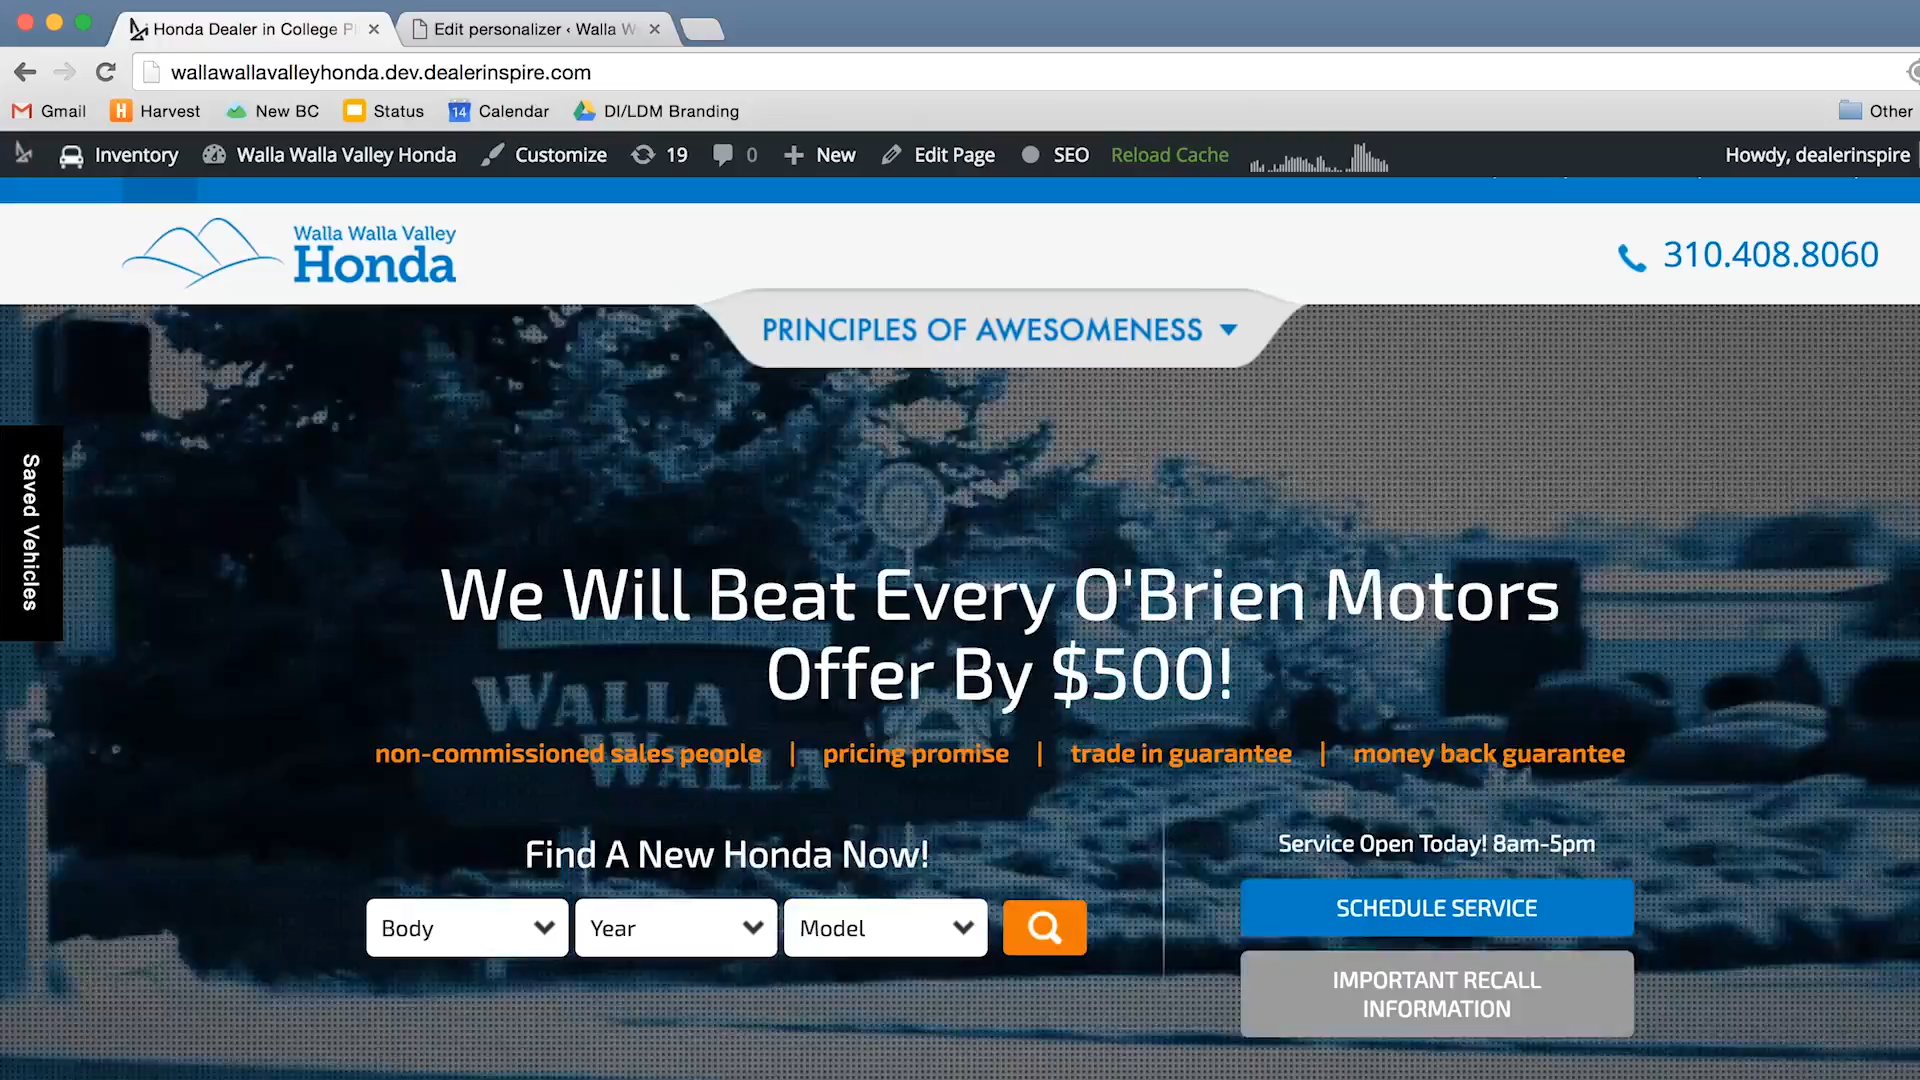 Honda Dealer in College Pl
Edit personalizer ‹ Walla W
wallawallavalleyhonda.dev.dealerinspire.com
Gmail
H Harvest
New BC
Status
14 Calendar
DI/LDM Branding
Other
Inventory
Walla Walla Valley Honda
Customize
19
0
New
Edit Page
SEO
Reload Cache
Howdy, dealerinspire
Walla Walla Valley
Honda
310.408.8060
PRINCIPLES OF AWESOMENESS
Saved Vehicles
We Will Beat Every O'Brien Motors
Offer By $500!
WALLA
WALLA
non-commissioned sales people | pricing promise | trade in guarantee | money back guarantee
Find A New Honda Now!
Body
Year
Model
Service Open Today! 8am-5pm
SCHEDULE SERVICE
IMPORTANT RECALL
INFORMATION